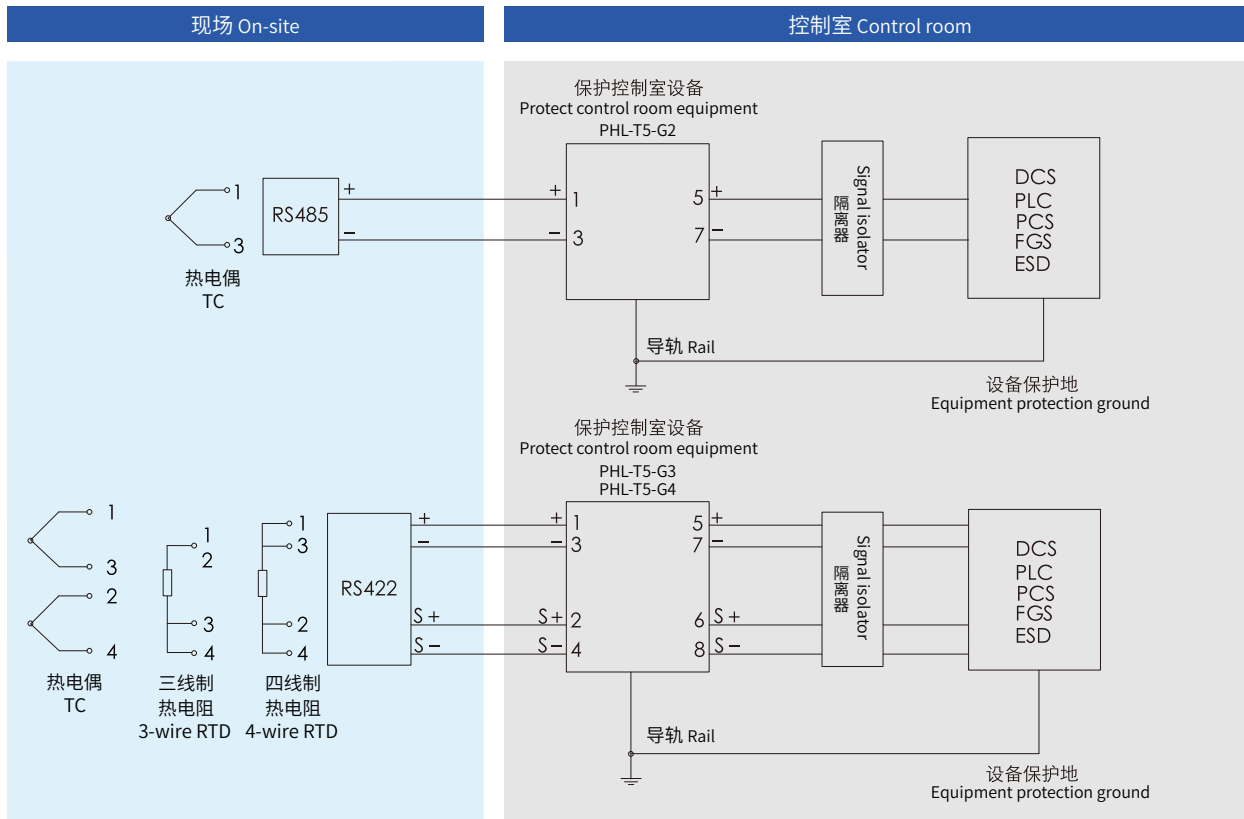 现场 On-site
控制室 Control room
保护控制室设备
Protect control room equipment
PHL-T5-G2
1
3
热电偶
TC
RS485
+
−
+
−
1
3
5
7
+
−
Signal isolator
隔离器
DCS
PLC
PCS
FGS
ESD
导轨 Rail
设备保护地
Equipment protection ground
保护控制室设备
Protect control room equipment
PHL-T5-G3
PHL-T5-G4
1
3
2
4
热电偶
TC
1
2
3
4
三线制
热电阻
3-wire RTD
1
3
2
4
四线制
热电阻
4-wire RTD
RS422
+
−
S+
S−
+
−
S+
S−
1
3
2
4
5
7
6
8
+
−
S+
S−
Signal isolator
隔离器
DCS
PLC
PCS
FGS
ESD
导轨 Rail
设备保护地
Equipment protection ground